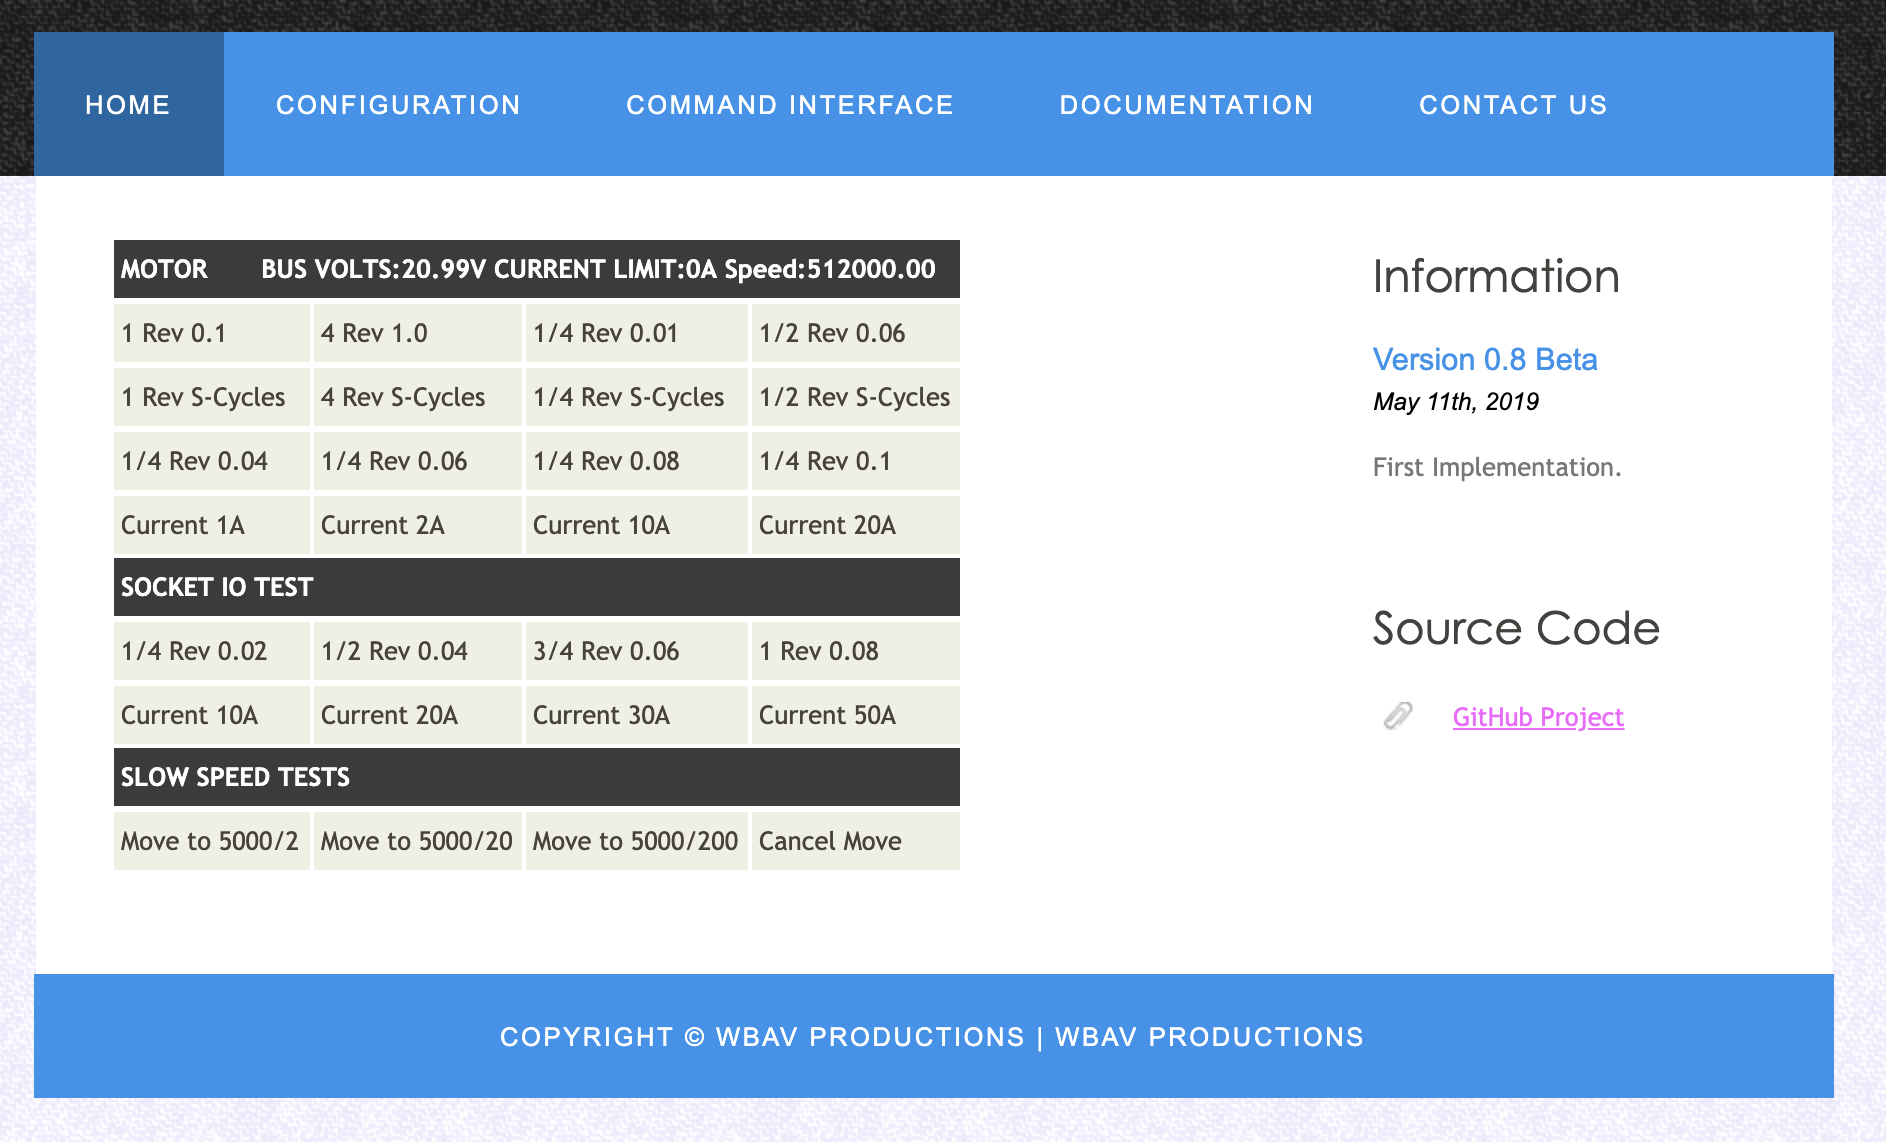 HOME CONFIGURATION COMMAND INTERFACE DOCUMENTATION CONTACT US
MOTOR BUS VOLTS:20.99V CURRENT LIMIT:0A Speed:512000.00
1 Rev 0.1 4 Rev 1.0 1/4 Rev 0.01 1/2 Rev 0.06
1 Rev S-Cycles 4 Rev S-Cycles 1/4 Rev S-Cycles 1/2 Rev S-Cycles
1/4 Rev 0.04 1/4 Rev 0.06 1/4 Rev 0.08 1/4 Rev 0.1
Current 1A Current 2A Current 10A Current 20A
SOCKET IO TEST
1/4 Rev 0.02 1/2 Rev 0.04 3/4 Rev 0.06 1 Rev 0.08
Current 10A Current 20A Current 30A Current 50A
SLOW SPEED TESTS
Move to 5000/2 Move to 5000/20 Move to 5000/200 Cancel Move
Information
Version 0.8 Beta
May 11th, 2019
First Implementation.
Source Code
GitHub Project
COPYRIGHT © WBAV PRODUCTIONS | WBAV PRODUCTIONS